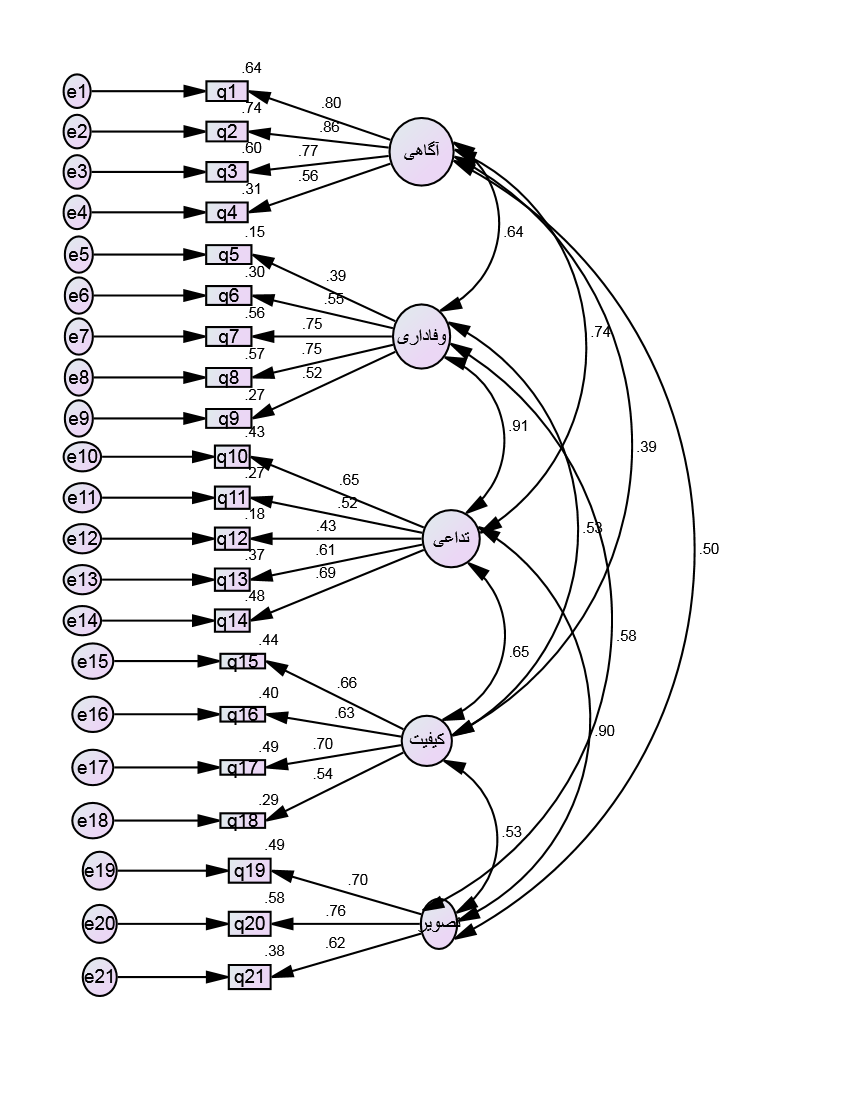 .64
e1 q1 .80
.74
e2 q2 .86
.60
e3 q3 .77
آگاهی
.31
e4 q4 .56
.15
.64
e5 q5 .39
.30
e6 q6 .55
.56
e7 q7 .75
وفاداری
.74
.57
e8 q8 .75
.27
e9 q9 .52
.43
.91
.39
e10 q10 .65
.27
e11 q11 .52
.18
e12 q12 .43
تداعی
.53
.50
.37
e13 q13 .61
.48
e14 q14 .69
.44
.65
.58
e15 q15 .66
.40
e16 q16 .63
.90
.49
e17 q17 .70
کیفیت
.29
e18 q18 .54
.53
.49
e19 q19 .70
.58
e20 q20 .76
تصویر
.38
e21 q21 .62